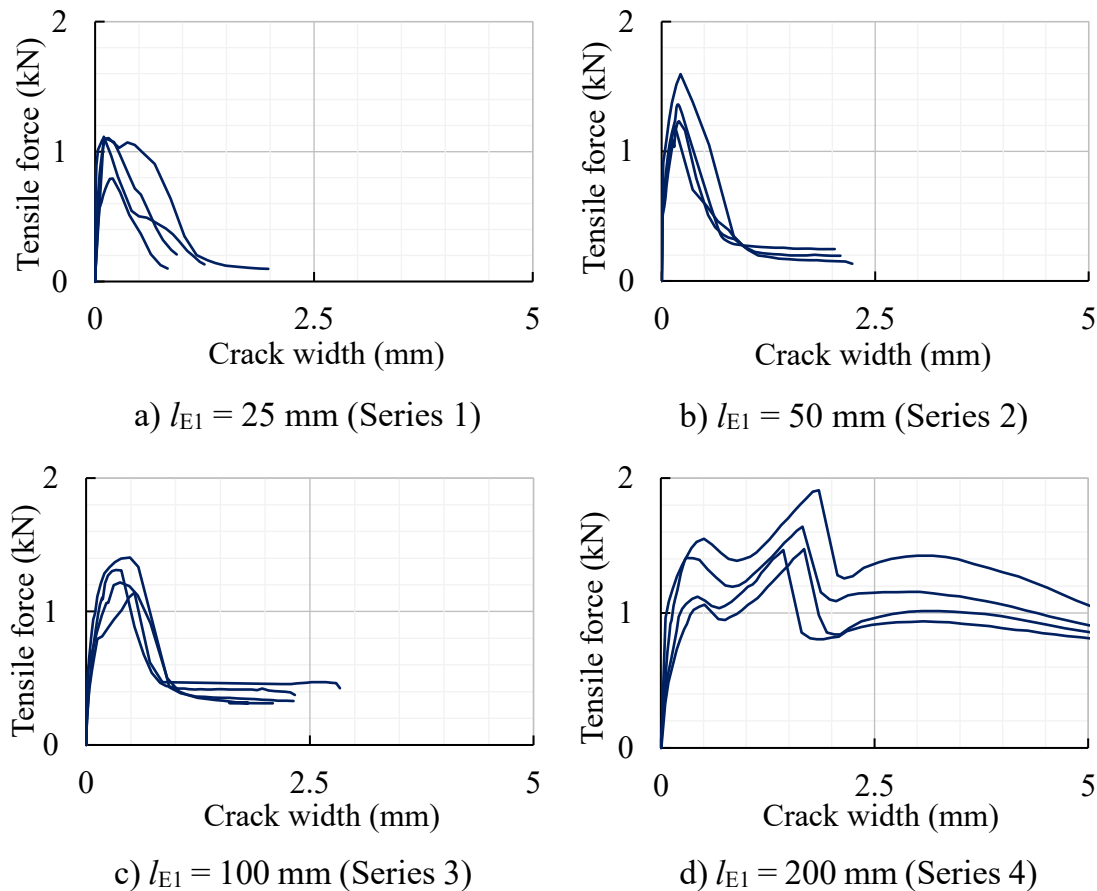 2
1
0
Tensile force (kN)
0 2.5 5
Crack width (mm)
a) lE1 = 25 mm (Series 1)
2
1
0
Tensile force (kN)
0 2.5 5
Crack width (mm)
b) lE1 = 50 mm (Series 2)
2
1
0
Tensile force (kN)
0 2.5 5
Crack width (mm)
c) lE1 = 100 mm (Series 3)
2
1
0
Tensile force (kN)
0 2.5 5
Crack width (mm)
d) lE1 = 200 mm (Series 4)